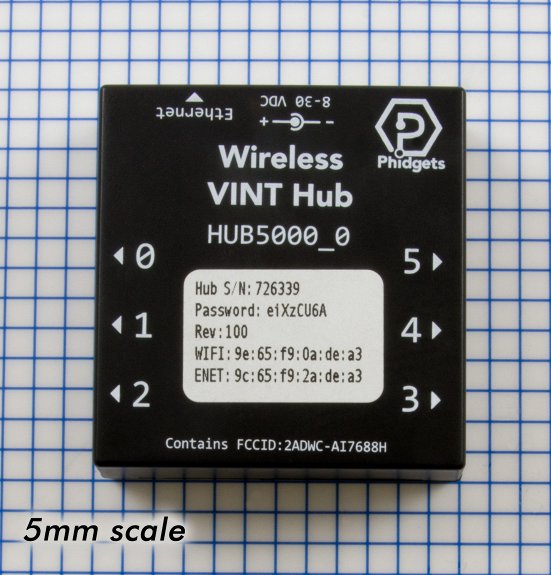 Ethernet
8-30 VDC
+ -
Phidgets
Wireless
VINT Hub
HUB5000_0
0
5
1
4
2
3
Hub S/N: 726339
Password: eiXzCU6A
Rev:100
WIFI: 9e:65:f9:0a:de:a3
ENET: 9c:65:f9:2a:de:a3
Contains FCCID:2ADWC-AI7688H
5mm scale